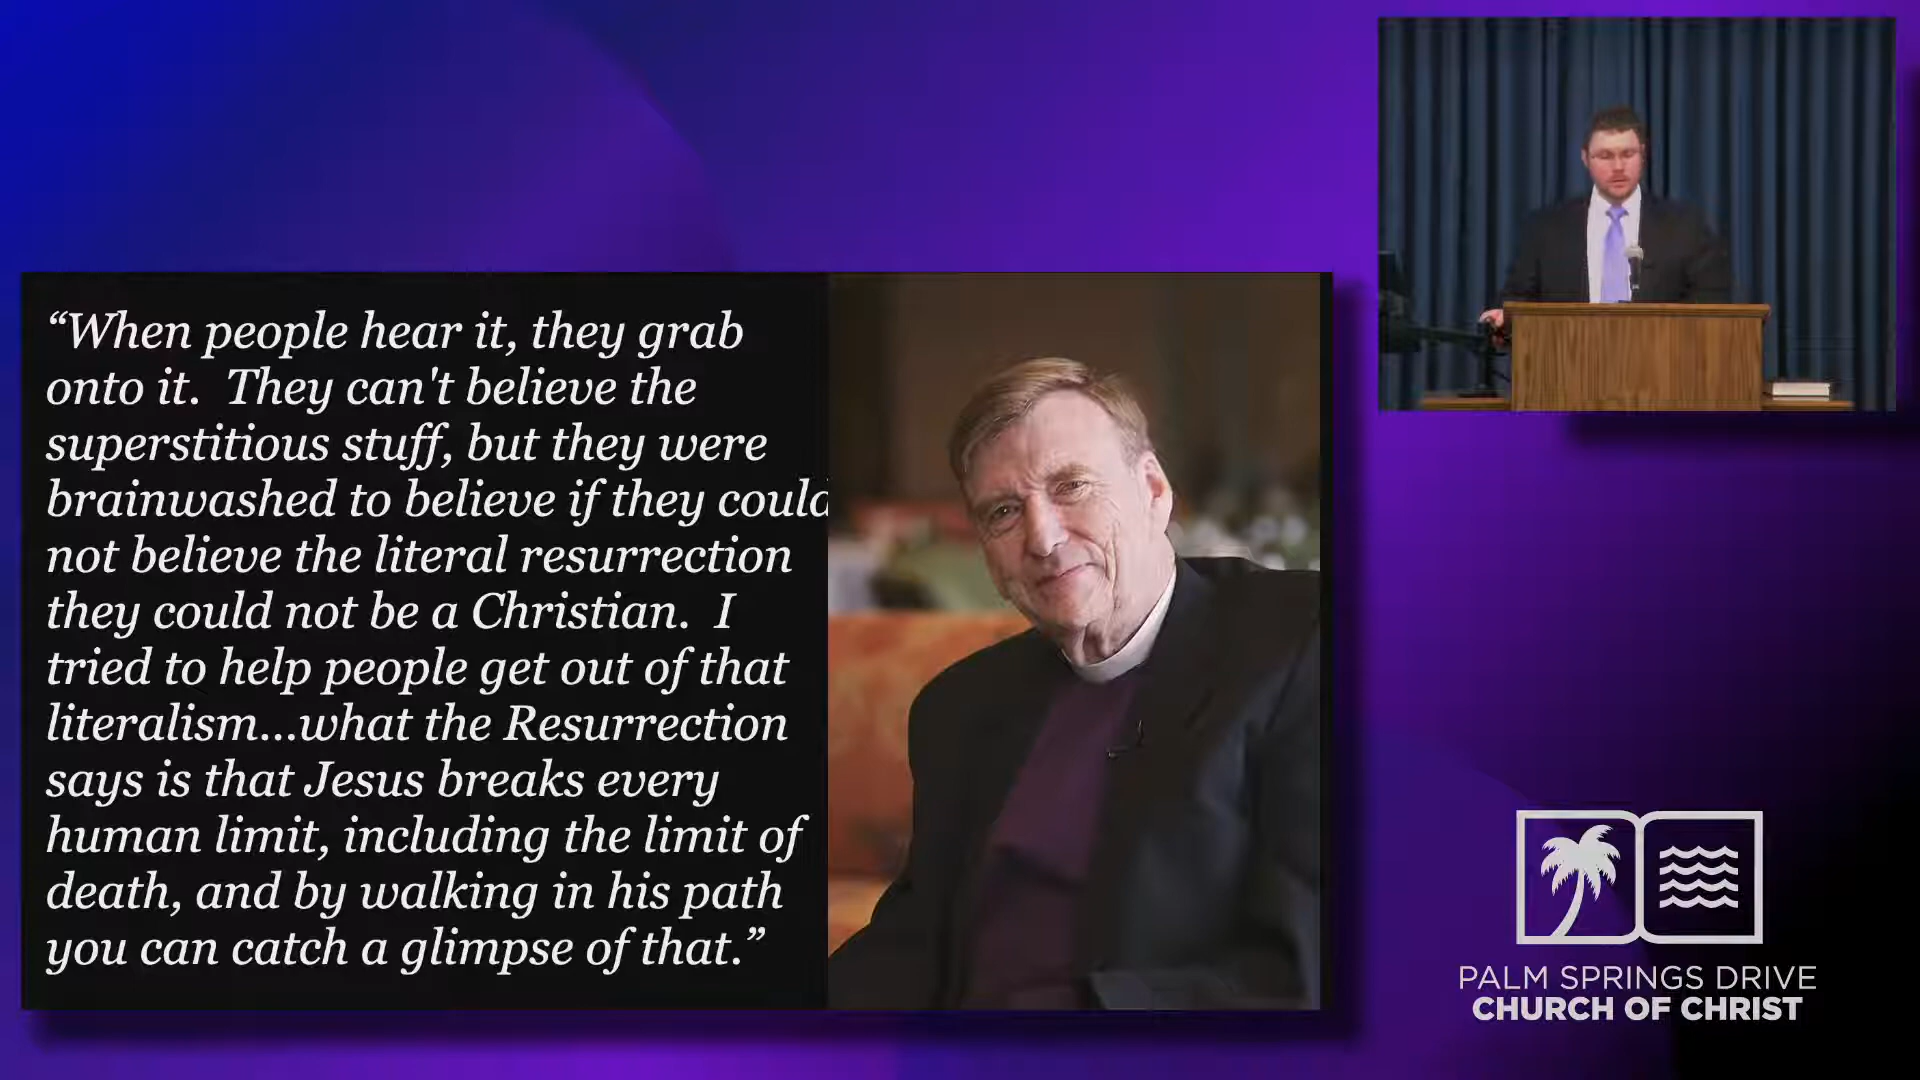 “When people hear it, they grab
onto it.  They can't believe the
superstitious stuff, but they were
brainwashed to believe if they could
not believe the literal resurrection
they could not be a Christian.  I
tried to help people get out of that
literalism...what the Resurrection
says is that Jesus breaks every
human limit, including the limit of
death, and by walking in his path
you can catch a glimpse of that.”
PALM SPRINGS DRIVE
CHURCH OF CHRIST